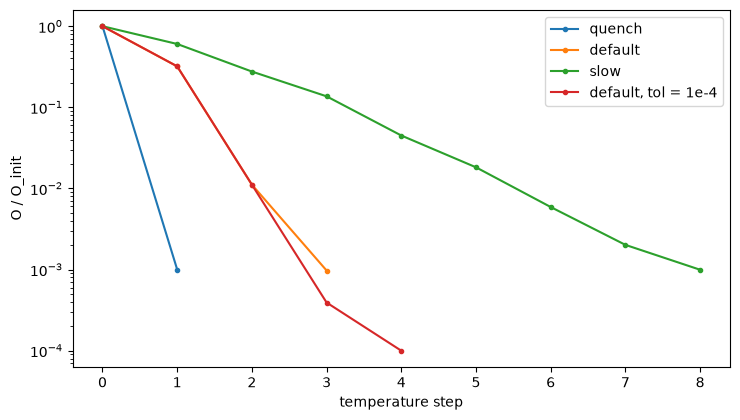 quench
default
slow
default, tol = 1e-4
10⁰
10⁻¹
10⁻²
10⁻³
10⁻⁴
O / O_init
0 1 2 3 4 5 6 7 8
temperature step